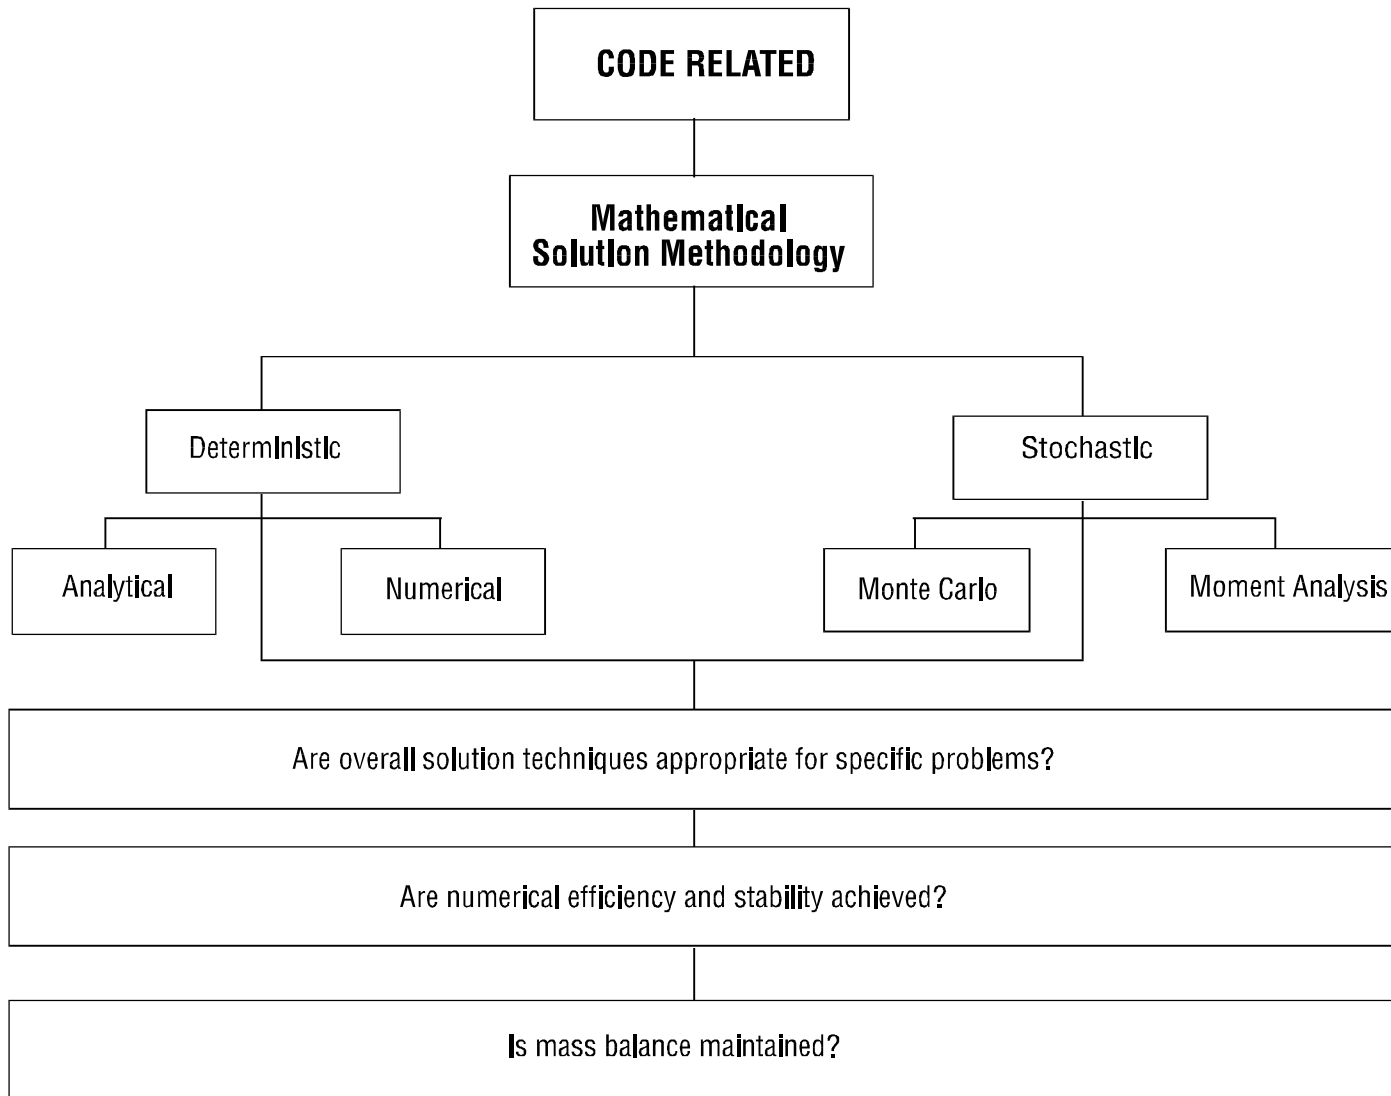 CODE RELATED
Mathematical
Solution Methodology
Deterministic
Stochastic
Analytical
Numerical
Monte Carlo
Moment Analysis
Are overall solution techniques appropriate for specific problems?
Are numerical efficiency and stability achieved?
Is mass balance maintained?